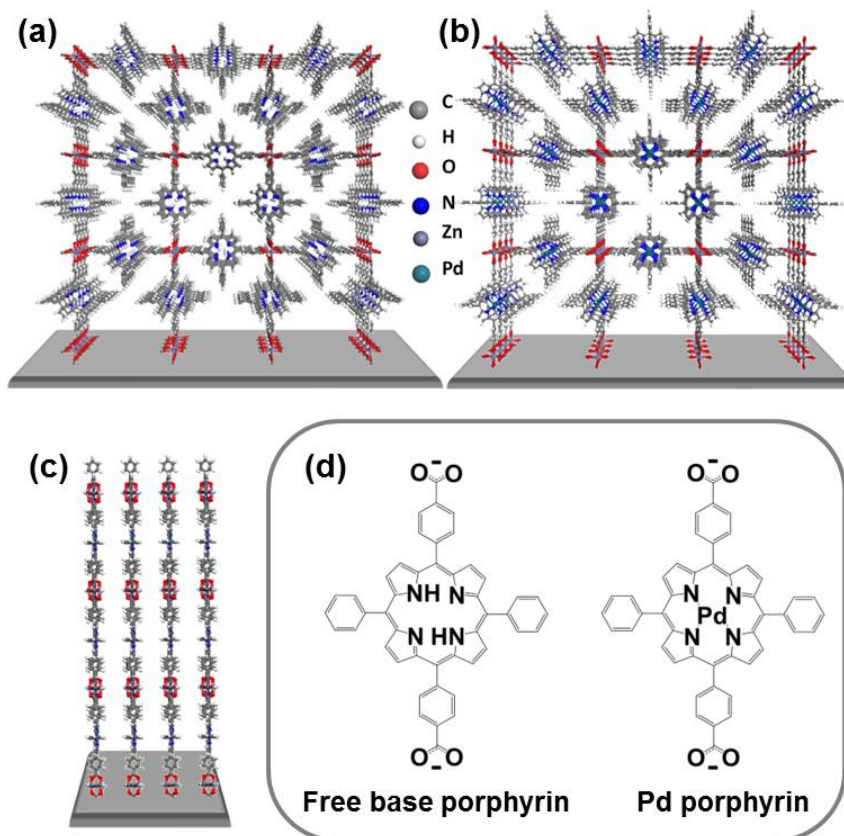 (a)
(b)
C
H
O
N
Zn
Pd
(c)
(d)
O O
NH N
N HN
O O
Free base porphyrin
O O
N N
Pd
N N
O O
Pd porphyrin